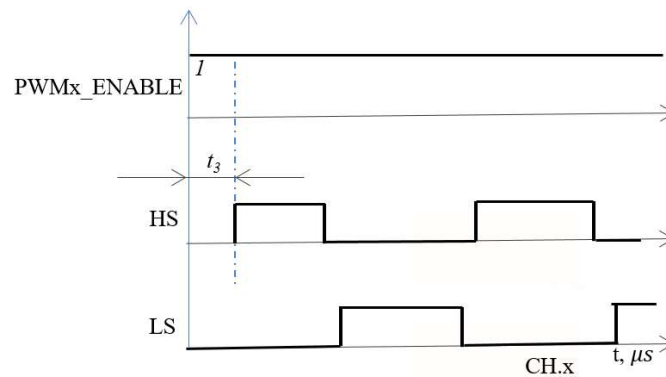 1
PWMx_ENABLE
t3
HS
LS
t, μs
CH.x